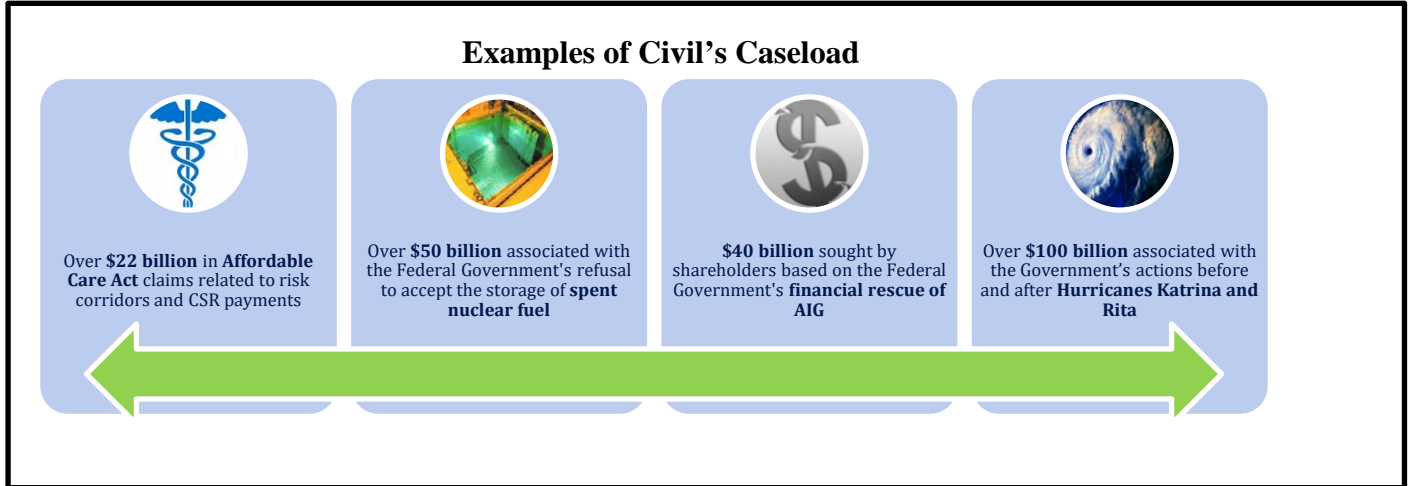 Examples of Civil's Caseload
Over $22 billion in Affordable
Care Act claims related to risk
corridors and CSR payments
Over $50 billion associated with
the Federal Government's refusal
to accept the storage of spent
nuclear fuel
$40 billion sought by
shareholders based on the Federal
Government's financial rescue of
AIG
Over $100 billion associated with
the Government’s actions before
and after Hurricanes Katrina and
Rita